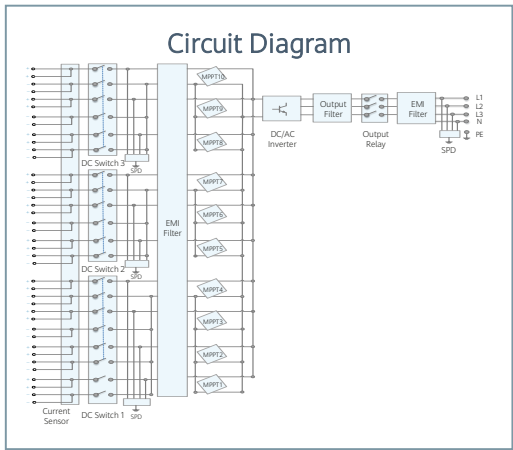 Circuit Diagram
MPPT10
MPPT9
MPPT8
DC Switch 3
SPD
MPPT7
MPPT6
MPPT5
DC Switch 2
SPD
EMI
Filter
MPPT4
MPPT3
MPPT2
MPPT1
Current
Sensor
DC Switch 1
SPD
DC/AC
Inverter
Output
Filter
Output
Relay
EMI
Filter
L1
L2
L3
N
PE
SPD